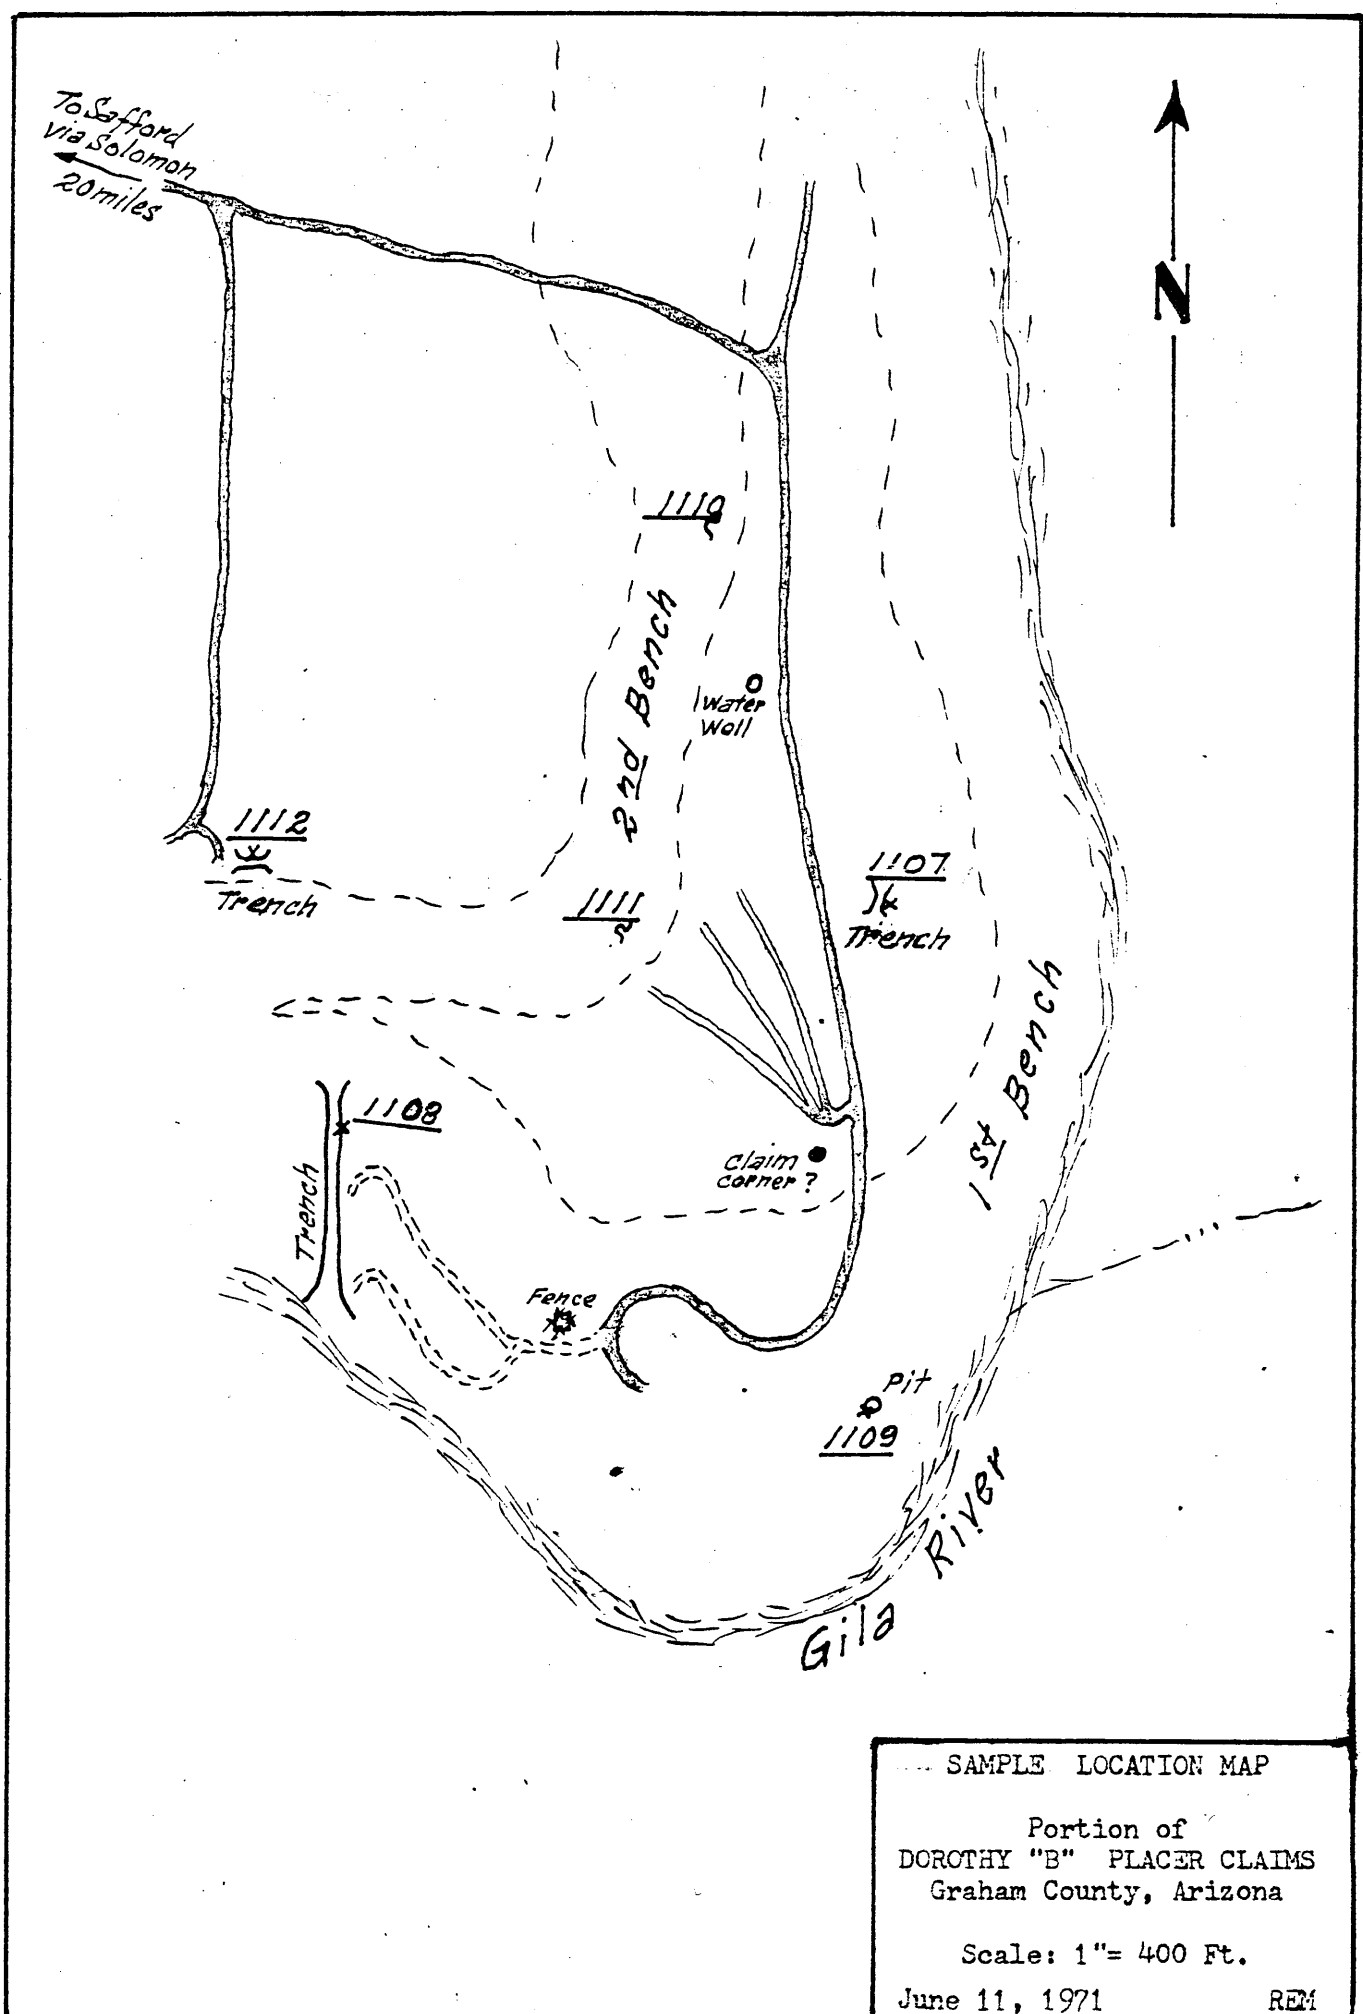 To Safford
via Solomon
20 miles
N
1110
2nd Bench
Water
Well
1112
Trench
1111
1107
Trench
1st Bench
1108
Trench
Claim
corner ?
Fence
Pit
1109
Gila River
SAMPLE LOCATION MAP
Portion of
DOROTHY "B" PLACER CLAIMS
Graham County, Arizona
Scale: 1"= 400 Ft.
June 11, 1971 REM